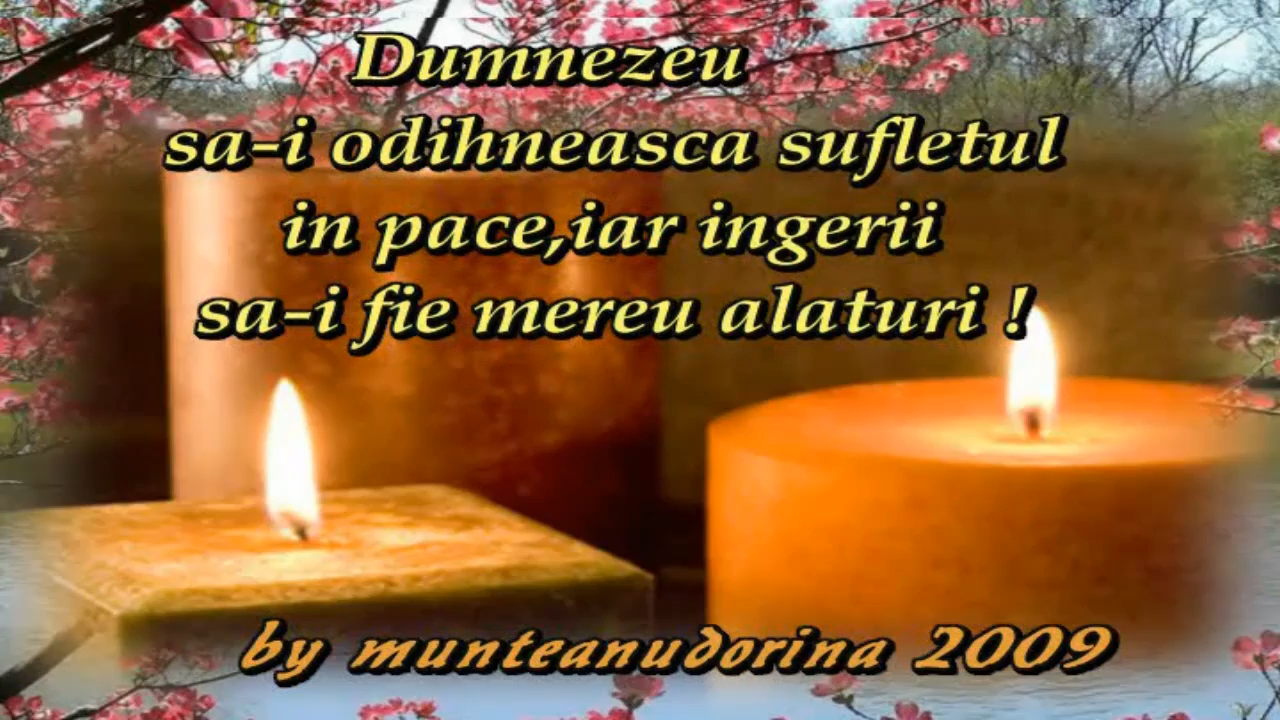 Dumnezeu
sa-i odihneasca sufletul
in pace,iar ingerii
sa-i fie mereu alaturi !
by munteanudorina 2009